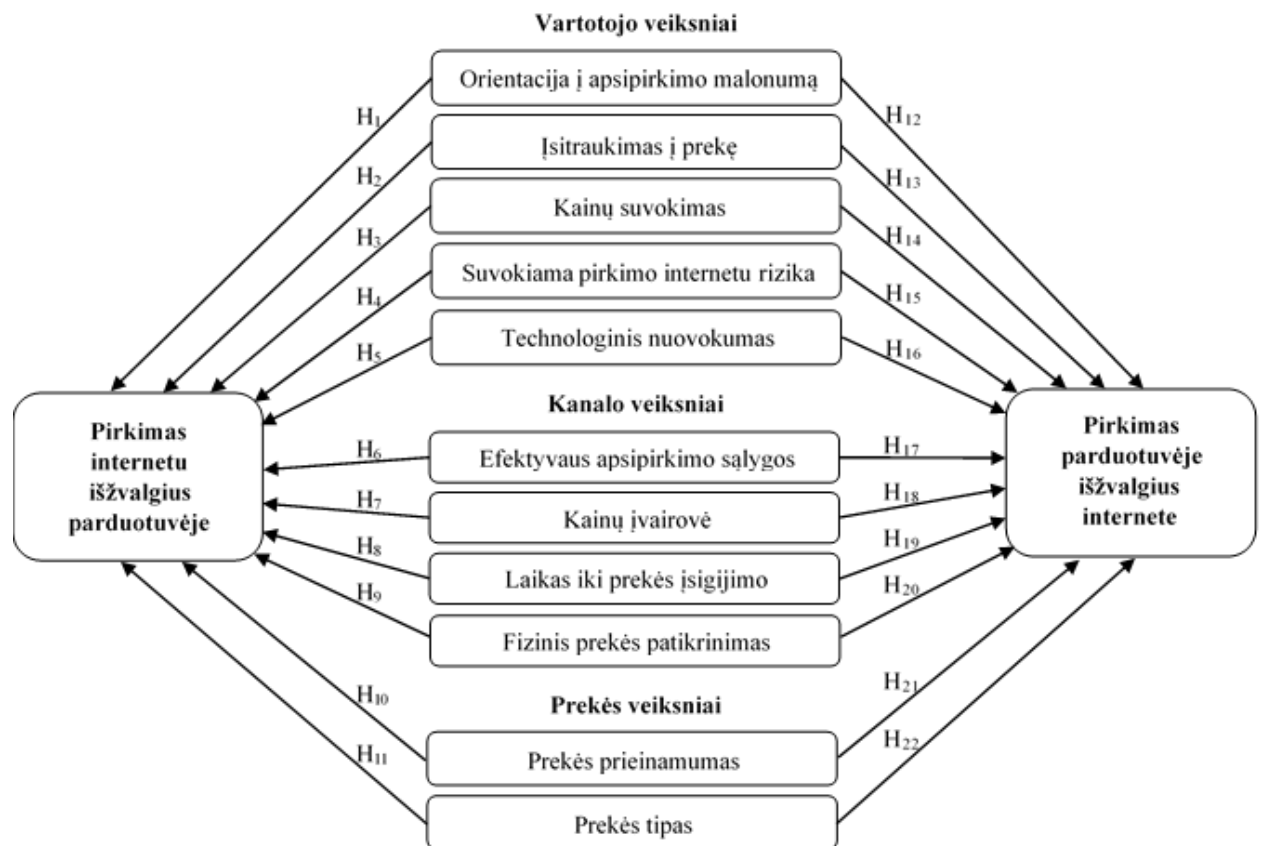 Vartotojo veiksniai
Orientacija į apsipirkimo malonumą
H1
H12
Įsitraukimas į prekę
H2
H13
Kainų suvokimas
H3
H14
Suvokiama pirkimo internetu rizika
H4
H15
Technologinis nuovokumas
H5
H16
Pirkimas
internetu
išžvalgius
parduotuvėje
Kanalo veiksniai
Pirkimas
parduotuvėje
išžvalgius
internete
Efektyvaus apsipirkimo sąlygos
H6
H17
Kainų įvairovė
H7
H18
Laikas iki prekės įsigijimo
H8
H19
Fizinis prekės patikrinimas
H9
H20
Prekės veiksniai
H10
H21
Prekės prieinamumas
H11
H22
Prekės tipas